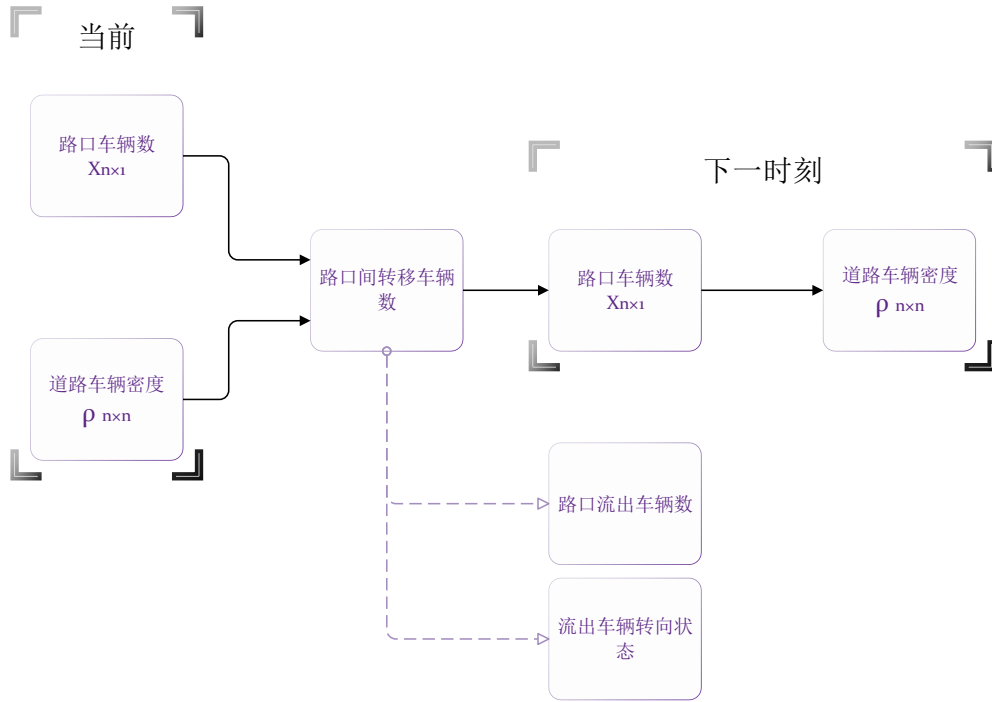 当前
路口车辆数
Xn×1
下一时刻
路口间转移车辆
数
路口车辆数
Xn×1
道路车辆密度
ρ n×n
道路车辆密度
ρ n×n
路口流出车辆数
流出车辆转向状
态